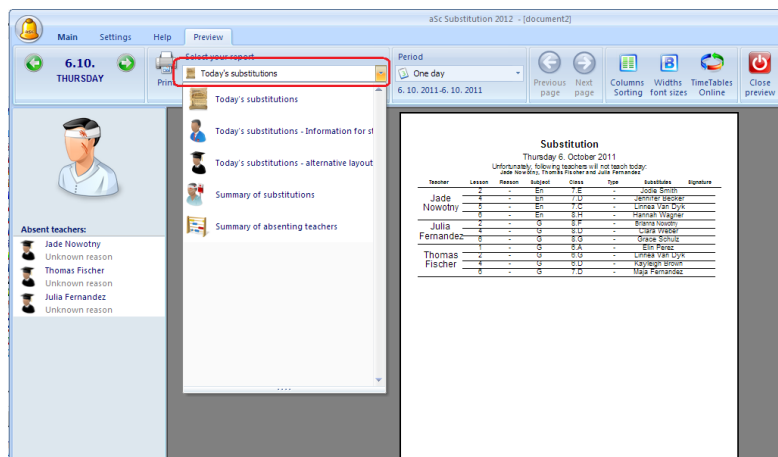 aSc Substitution 2012 - [document2]
Main Settings Help Preview
6.10.
THURSDAY
Print
Select your report
Today's substitutions
Period
One day
6. 10. 2011-6. 10. 2011
Previous page
Next page
Columns Sorting
Widths font sizes
TimeTables Online
Close preview
Today's substitutions
Today's substitutions - Information for st
Today's substitutions - alternative layout
Summary of substitutions
Summary of absenting teachers
Absent teachers:
Jade Nowotny
Unknown reason
Thomas Fischer
Unknown reason
Julia Fernandez
Unknown reason
Substitution
Thursday 6. October 2011
Unfortunately, following teachers will not teach today:
Jade Nowotny, Thomas Fischer and Julia Fernandez
Teacher Lesson Reason Subject Class Type Substitutes Signature
Jade Nowotny
2 - En 7.E - Jodie Smith
4 - En 7.D - Jennifer Becker
5 - En 7.C - Linnea Van Dyk
6 - En 8.H - Hannah Wagner
Julia Fernandez
2 - G 8.F - Brianna Nowotny
4 - G 8.D - Clara Weber
6 - G 8.G - Grace Schulz
Thomas Fischer
1 - G 6.A - Elin Perez
2 - G 6.G - Linnea Van Dyk
4 - G 6.D - Kayleigh Brown
6 - G 7.D - Maja Fernandez